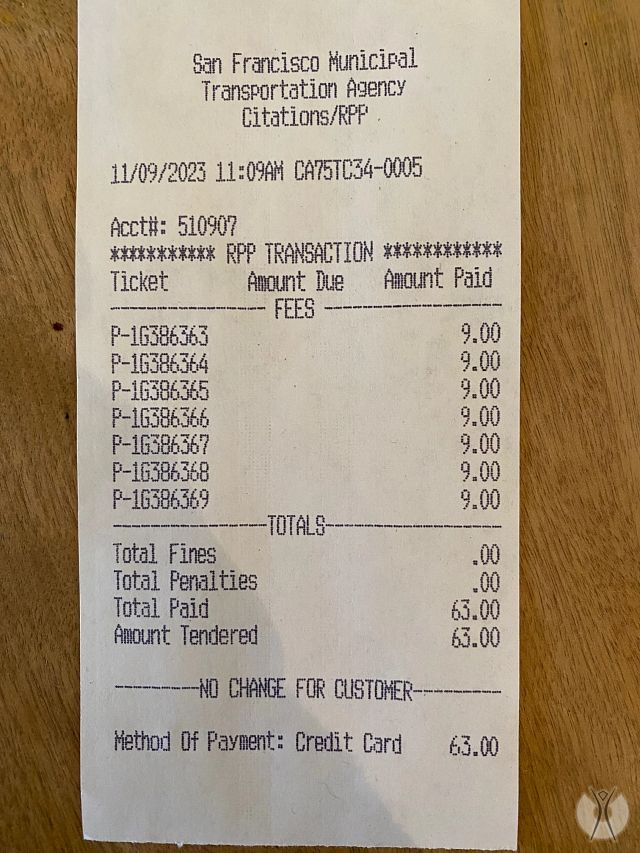 San Francisco Municipal
Transportation Agency
Citations/RPP
11/09/2023 11:09AM CA75TC34-0005
Acct#: 510907
*********** RPP TRANSACTION ************
Ticket Amount Due Amount Paid
------------------ FEES --------------------
P-1G386363 9.00
P-1G386364 9.00
P-1G386365 9.00
P-1G386366 9.00
P-1G386367 9.00
P-1G386368 9.00
P-1G386369 9.00
------------------TOTALS--------------------
Total Fines .00
Total Penalties .00
Total Paid 63.00
Amount Tendered 63.00
----------NO CHANGE FOR CUSTOMER----------
Method Of Payment: Credit Card 63.00